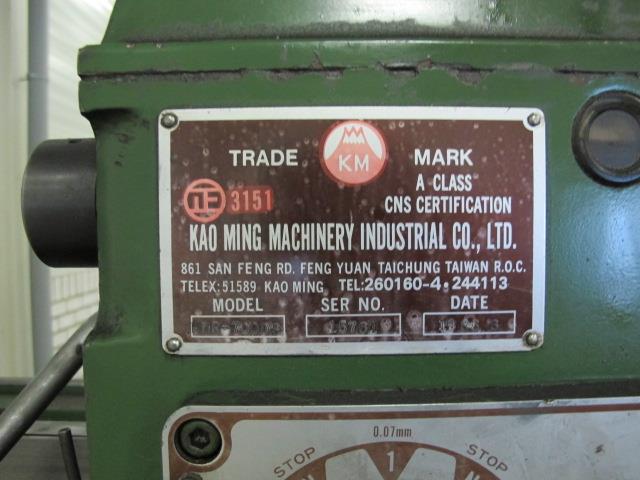 TRADE KM MARK
A CLASS
正 3151 CNS CERTIFICATION
KAO MING MACHINERY INDUSTRIAL CO., LTD.
861 SAN FENG RD. FENG YUAN TAICHUNG TAIWAN R.O.C.
TELEX: 51589 KAO MING. TEL: 260160-4 • 244113
MODEL SER NO. DATE
0.07mm
STOP 1 STOP